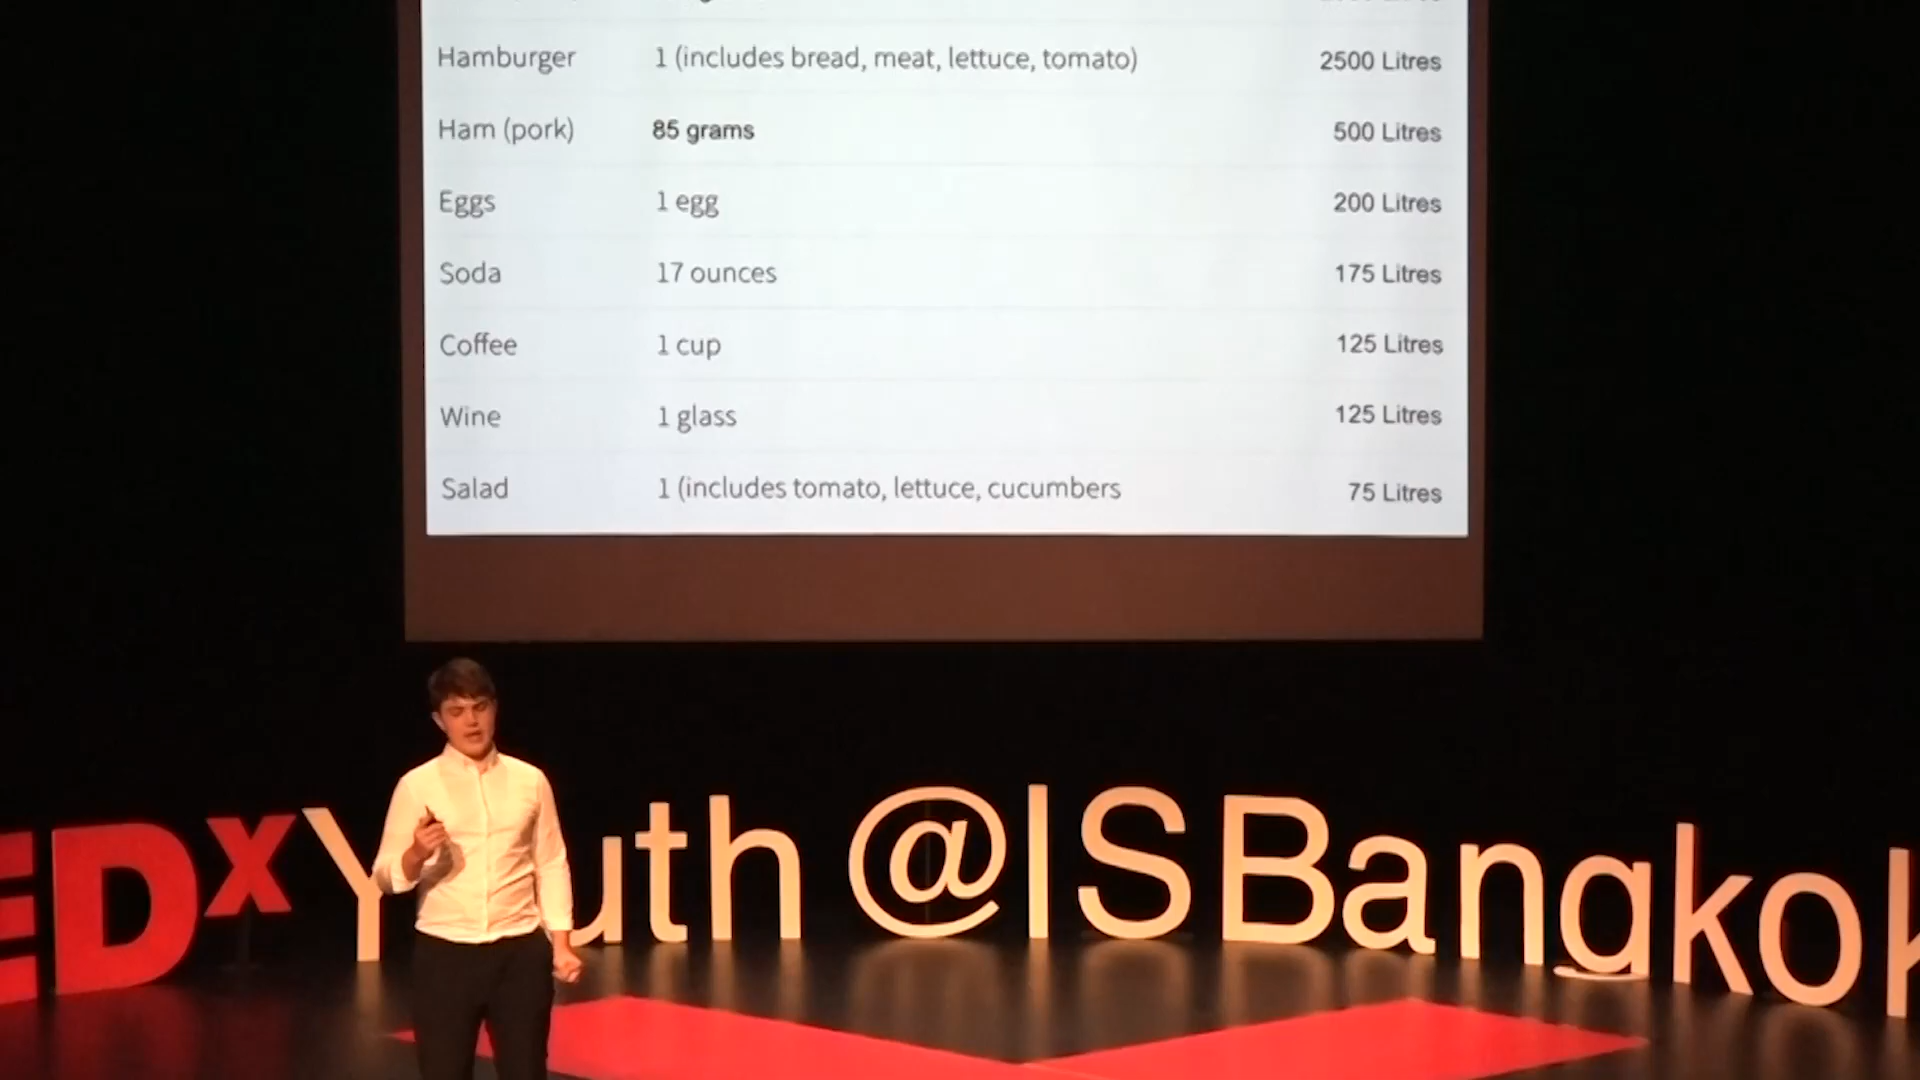 Hamburger 1 (includes bread, meat, lettuce, tomato) 2500 Litres
Ham (pork) 85 grams 500 Litres
Eggs 1 egg 200 Litres
Soda 17 ounces 175 Litres
Coffee 1 cup 125 Litres
Wine 1 glass 125 Litres
Salad 1 (includes tomato, lettuce, cucumbers 75 Litres
EDx Y uth @ISBangkok